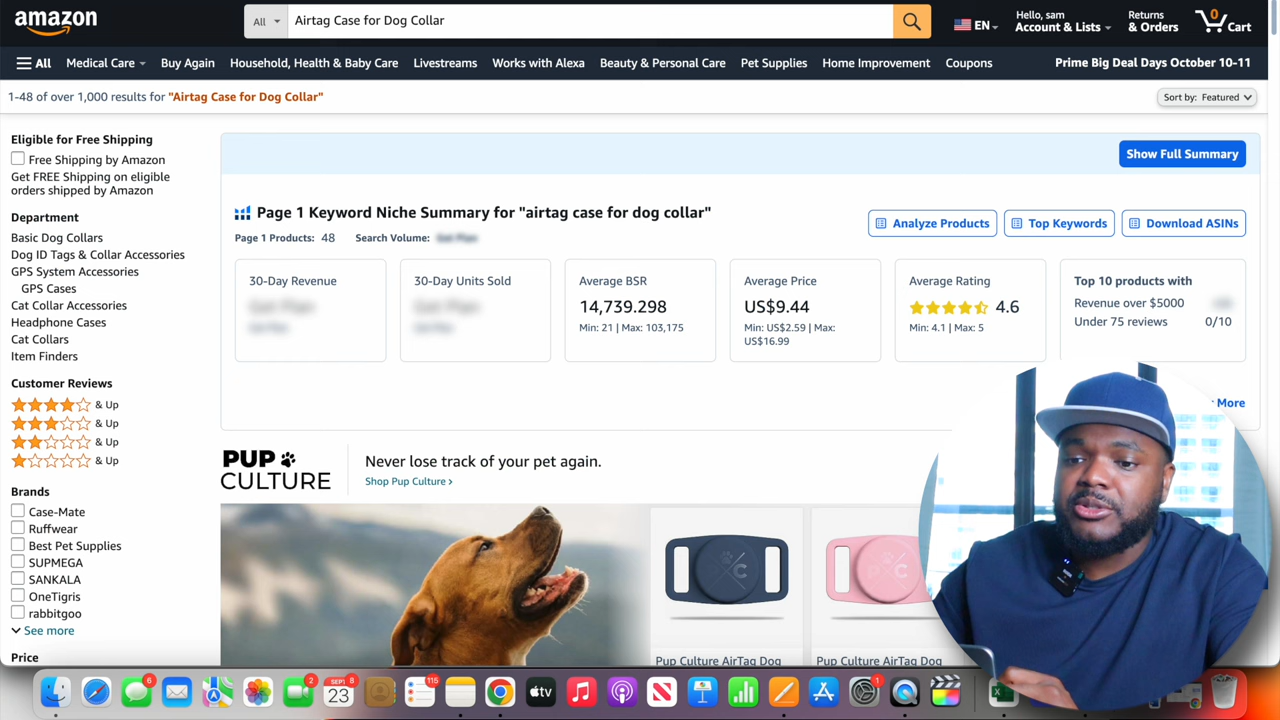 amazon
All
Airtag Case for Dog Collar
EN
Hello, sam
Account & Lists
Returns
& Orders
0
Cart
All
Medical Care
Buy Again
Household, Health & Baby Care
Livestreams
Works with Alexa
Beauty & Personal Care
Pet Supplies
Home Improvement
Coupons
Prime Big Deal Days October 10-11
1-48 of over 1,000 results for "Airtag Case for Dog Collar"
Sort by: Featured
Eligible for Free Shipping
Free Shipping by Amazon
Get FREE Shipping on eligible
orders shipped by Amazon
Department
Basic Dog Collars
Dog ID Tags & Collar Accessories
GPS System Accessories
GPS Cases
Cat Collar Accessories
Headphone Cases
Cat Collars
Item Finders
Customer Reviews
& Up
& Up
& Up
& Up
Brands
Case-Mate
Ruffwear
Best Pet Supplies
SUPMEGA
SANKALA
OneTigris
rabbitgoo
See more
Price
Show Full Summary
Page 1 Keyword Niche Summary for "airtag case for dog collar"
Page 1 Products: 48
Search Volume:
Analyze Products
Top Keywords
Download ASINs
30-Day Revenue
30-Day Units Sold
Average BSR
14,739.298
Min: 21 | Max: 103,175
Average Price
US$9.44
Min: US$2.59 | Max:
US$16.99
Average Rating
4.6
Min: 4.1 | Max: 5
Top 10 products with
Revenue over $5000
Under 75 reviews
0/10
More
PUP
CULTURE
Never lose track of your pet again.
Shop Pup Culture ›
Pup Culture AirTag Dog
Pup Culture AirTag Dog
6
2
SEPT
23
8
115
tv
1